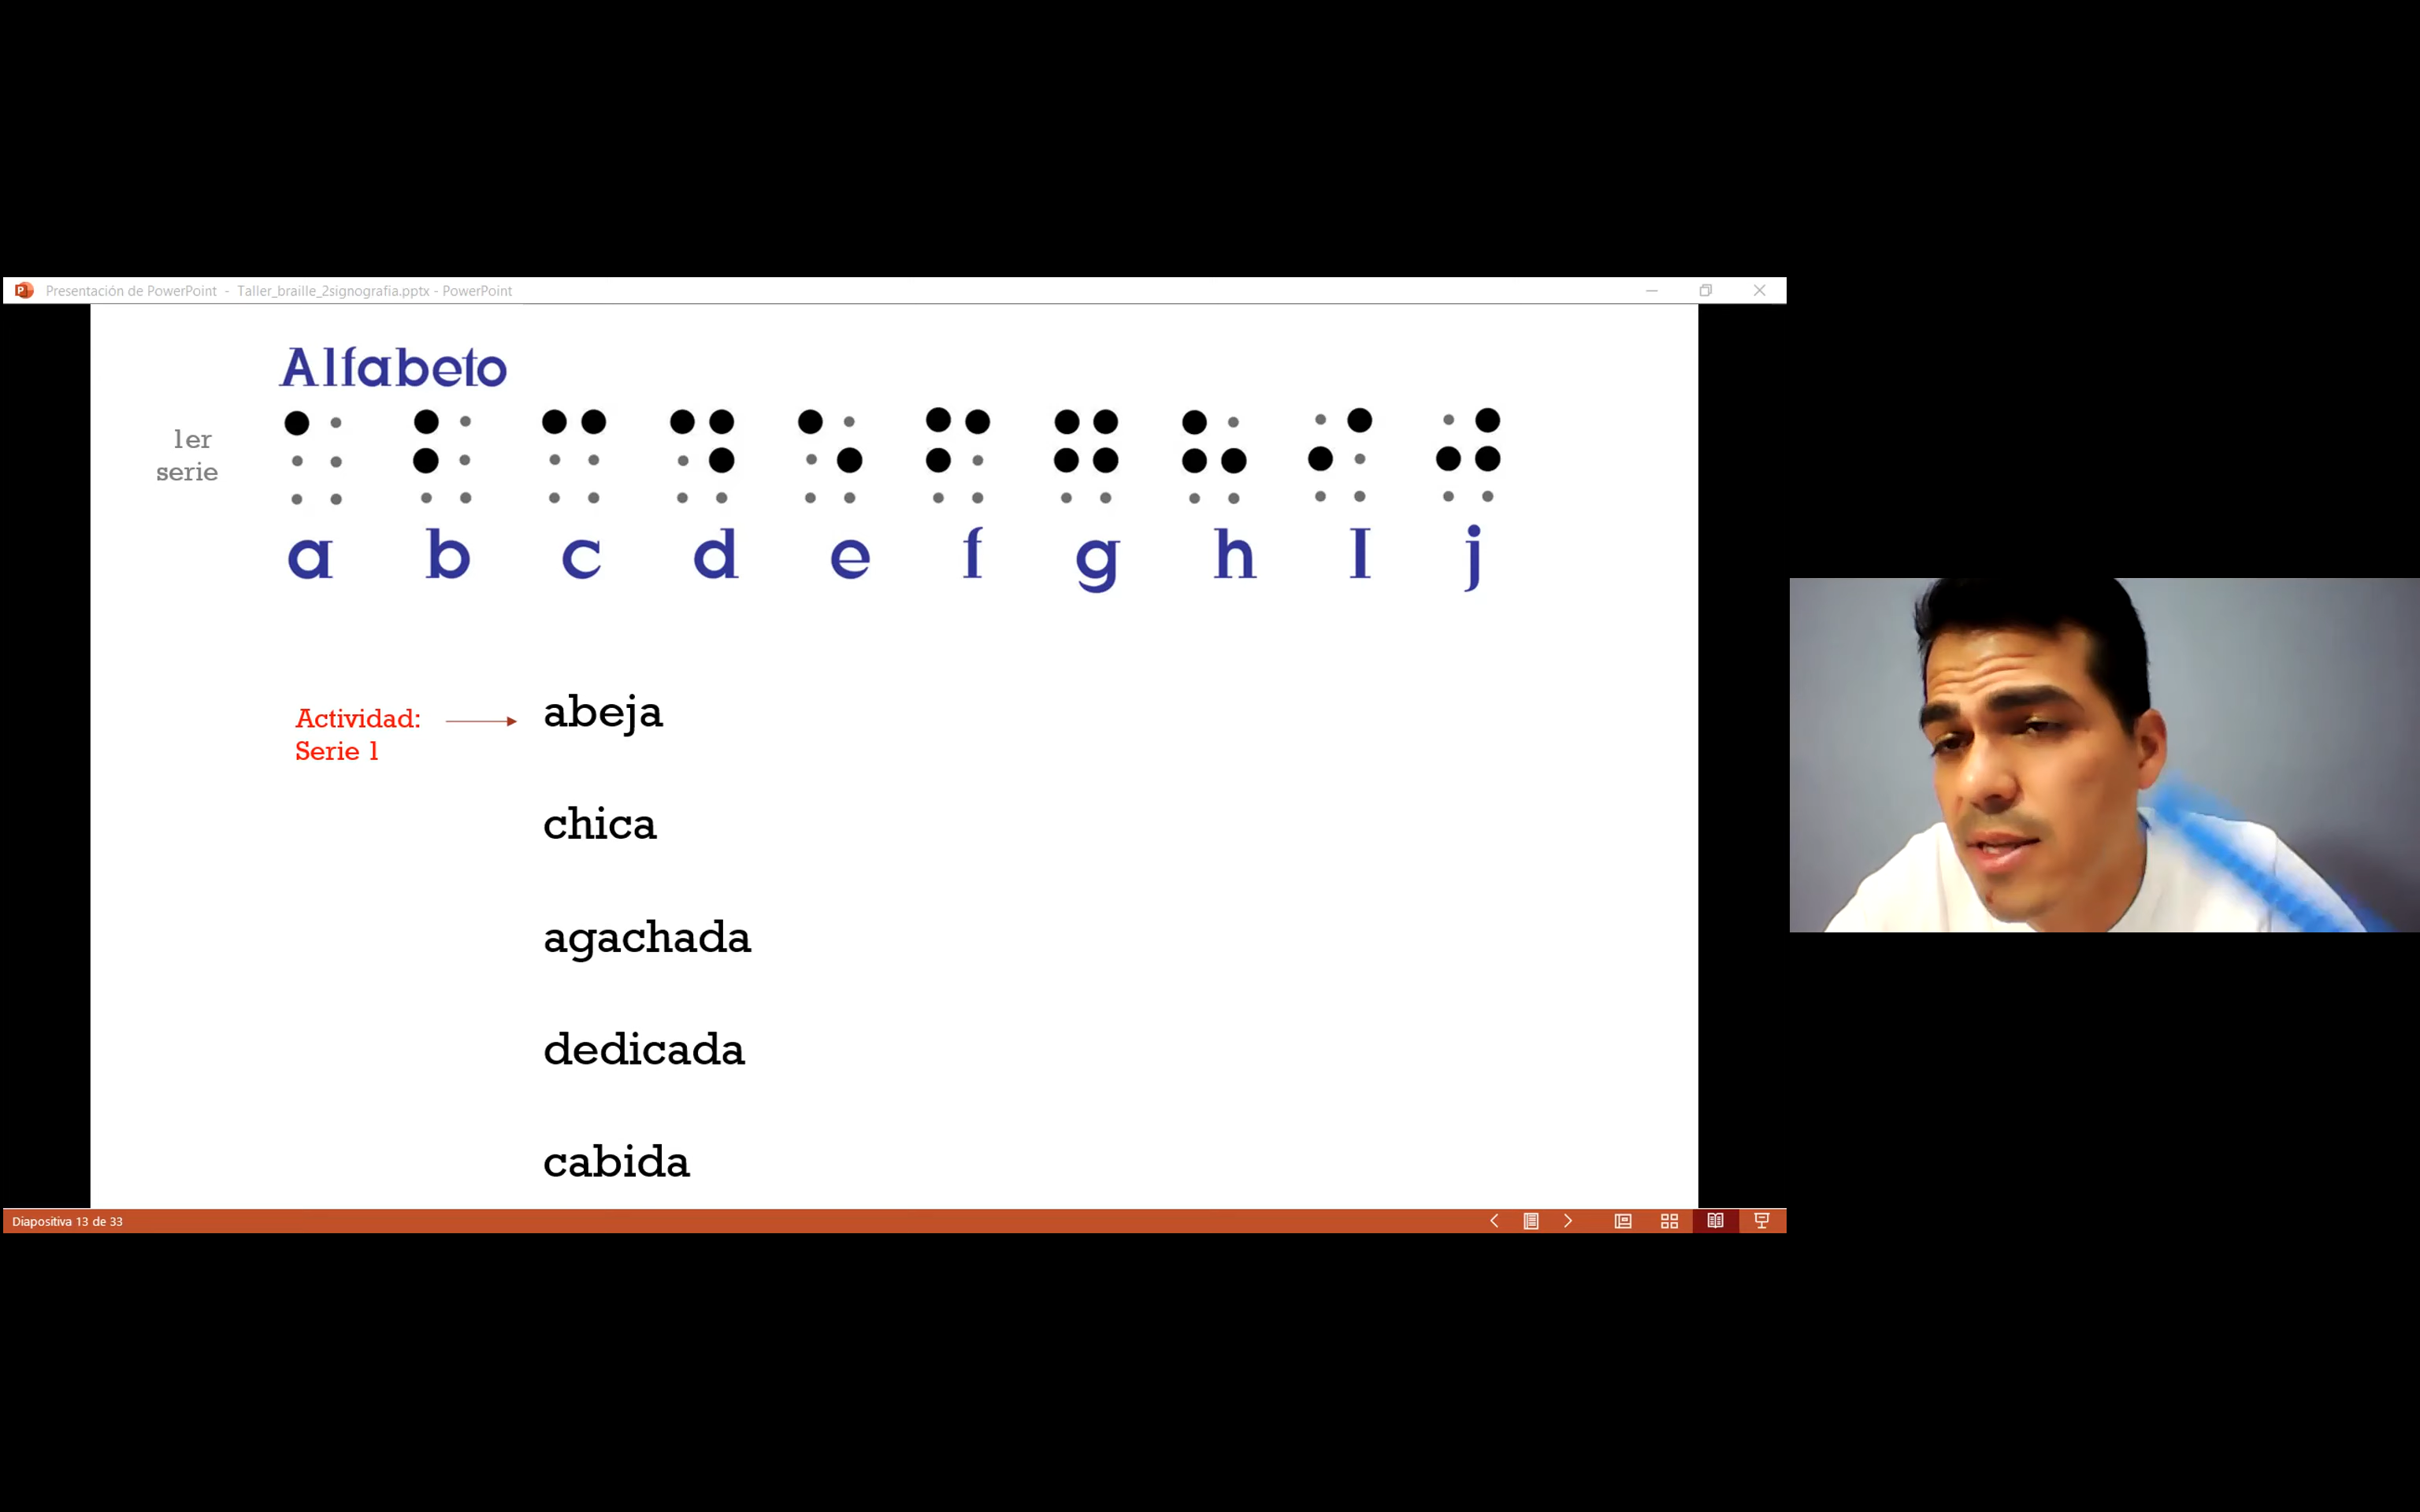 Presentación de PowerPoint - Taller_braille_2signografia.pptx - PowerPoint
Alfabeto
1er
serie
a b c d e f g h I j
Actividad:
Serie 1
abeja
chica
agachada
dedicada
cabida
Diapositiva 13 de 33